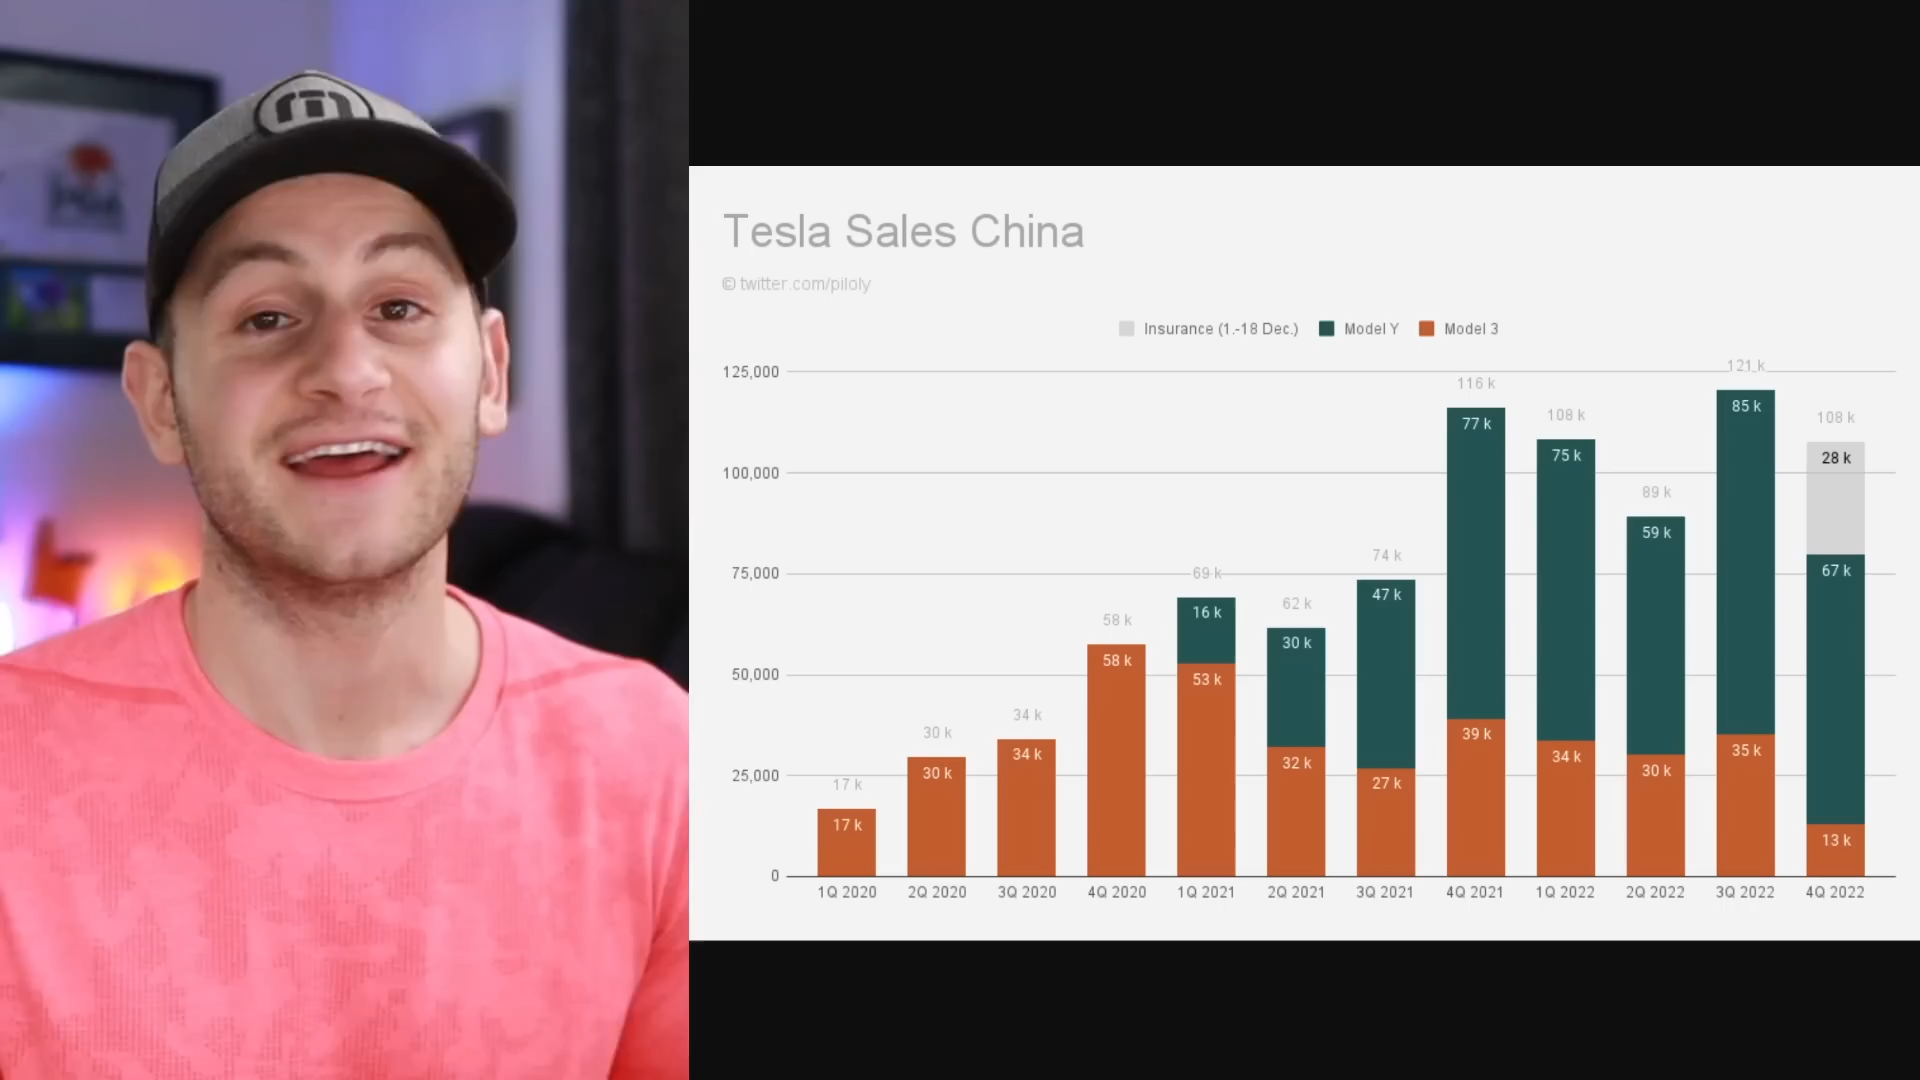 PGA
Tesla Sales China
© twitter.com/piloly
Insurance (1.-18 Dec.) Model Y Model 3
125,000
100,000
75,000
50,000
25,000
0
17 k
17 k
30 k
30 k
34 k
34 k
58 k
58 k
69 k
16 k
53 k
62 k
30 k
32 k
74 k
47 k
27 k
116 k
77 k
39 k
108 k
75 k
34 k
89 k
59 k
30 k
121 k
85 k
35 k
108 k
28 k
67 k
13 k
1Q 2020 2Q 2020 3Q 2020 4Q 2020 1Q 2021 2Q 2021 3Q 2021 4Q 2021 1Q 2022 2Q 2022 3Q 2022 4Q 2022